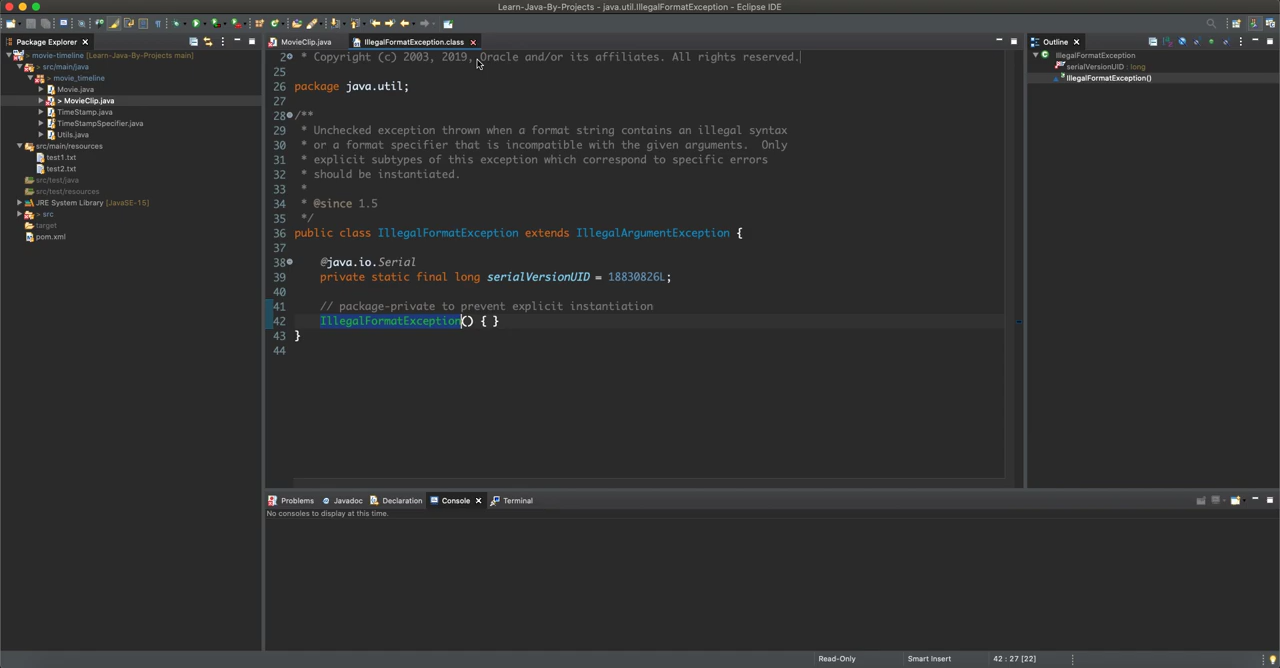 Learn-Java-By-Projects - java.util.IllegalFormatException - Eclipse IDE
Package Explorer
movie-timeline [Learn-Java-By-Projects main]
> src/main/java
> movie_timeline
Movie.java
> MovieClip.java
TimeStamp.java
TimeStampSpecifier.java
Utils.java
src/main/resources
test1.txt
test2.txt
src/test/java
src/test/resources
JRE System Library [JavaSE-15]
> src
target
pom.xml
MovieClip.java
IllegalFormatException.class
2 * Copyright (c) 2003, 2019, Oracle and/or its affiliates. All rights reserved.
25
26 package java.util;
27
28 /**
29 * Unchecked exception thrown when a format string contains an illegal syntax
30 * or a format specifier that is incompatible with the given arguments.  Only
31 * explicit subtypes of this exception which correspond to specific errors
32 * should be instantiated.
33 *
34 * @since 1.5
35 */
36 public class IllegalFormatException extends IllegalArgumentException {
37
38 @java.io.Serial
39 private static final long serialVersionUID = 18830826L;
40
41 // package-private to prevent explicit instantiation
42 IllegalFormatException() { }
43 }
44
Outline
IllegalFormatException
serialVersionUID : long
IllegalFormatException()
Problems
Javadoc
Declaration
Console
Terminal
No consoles to display at this time.
Read-Only
Smart Insert
42 : 27 [22]